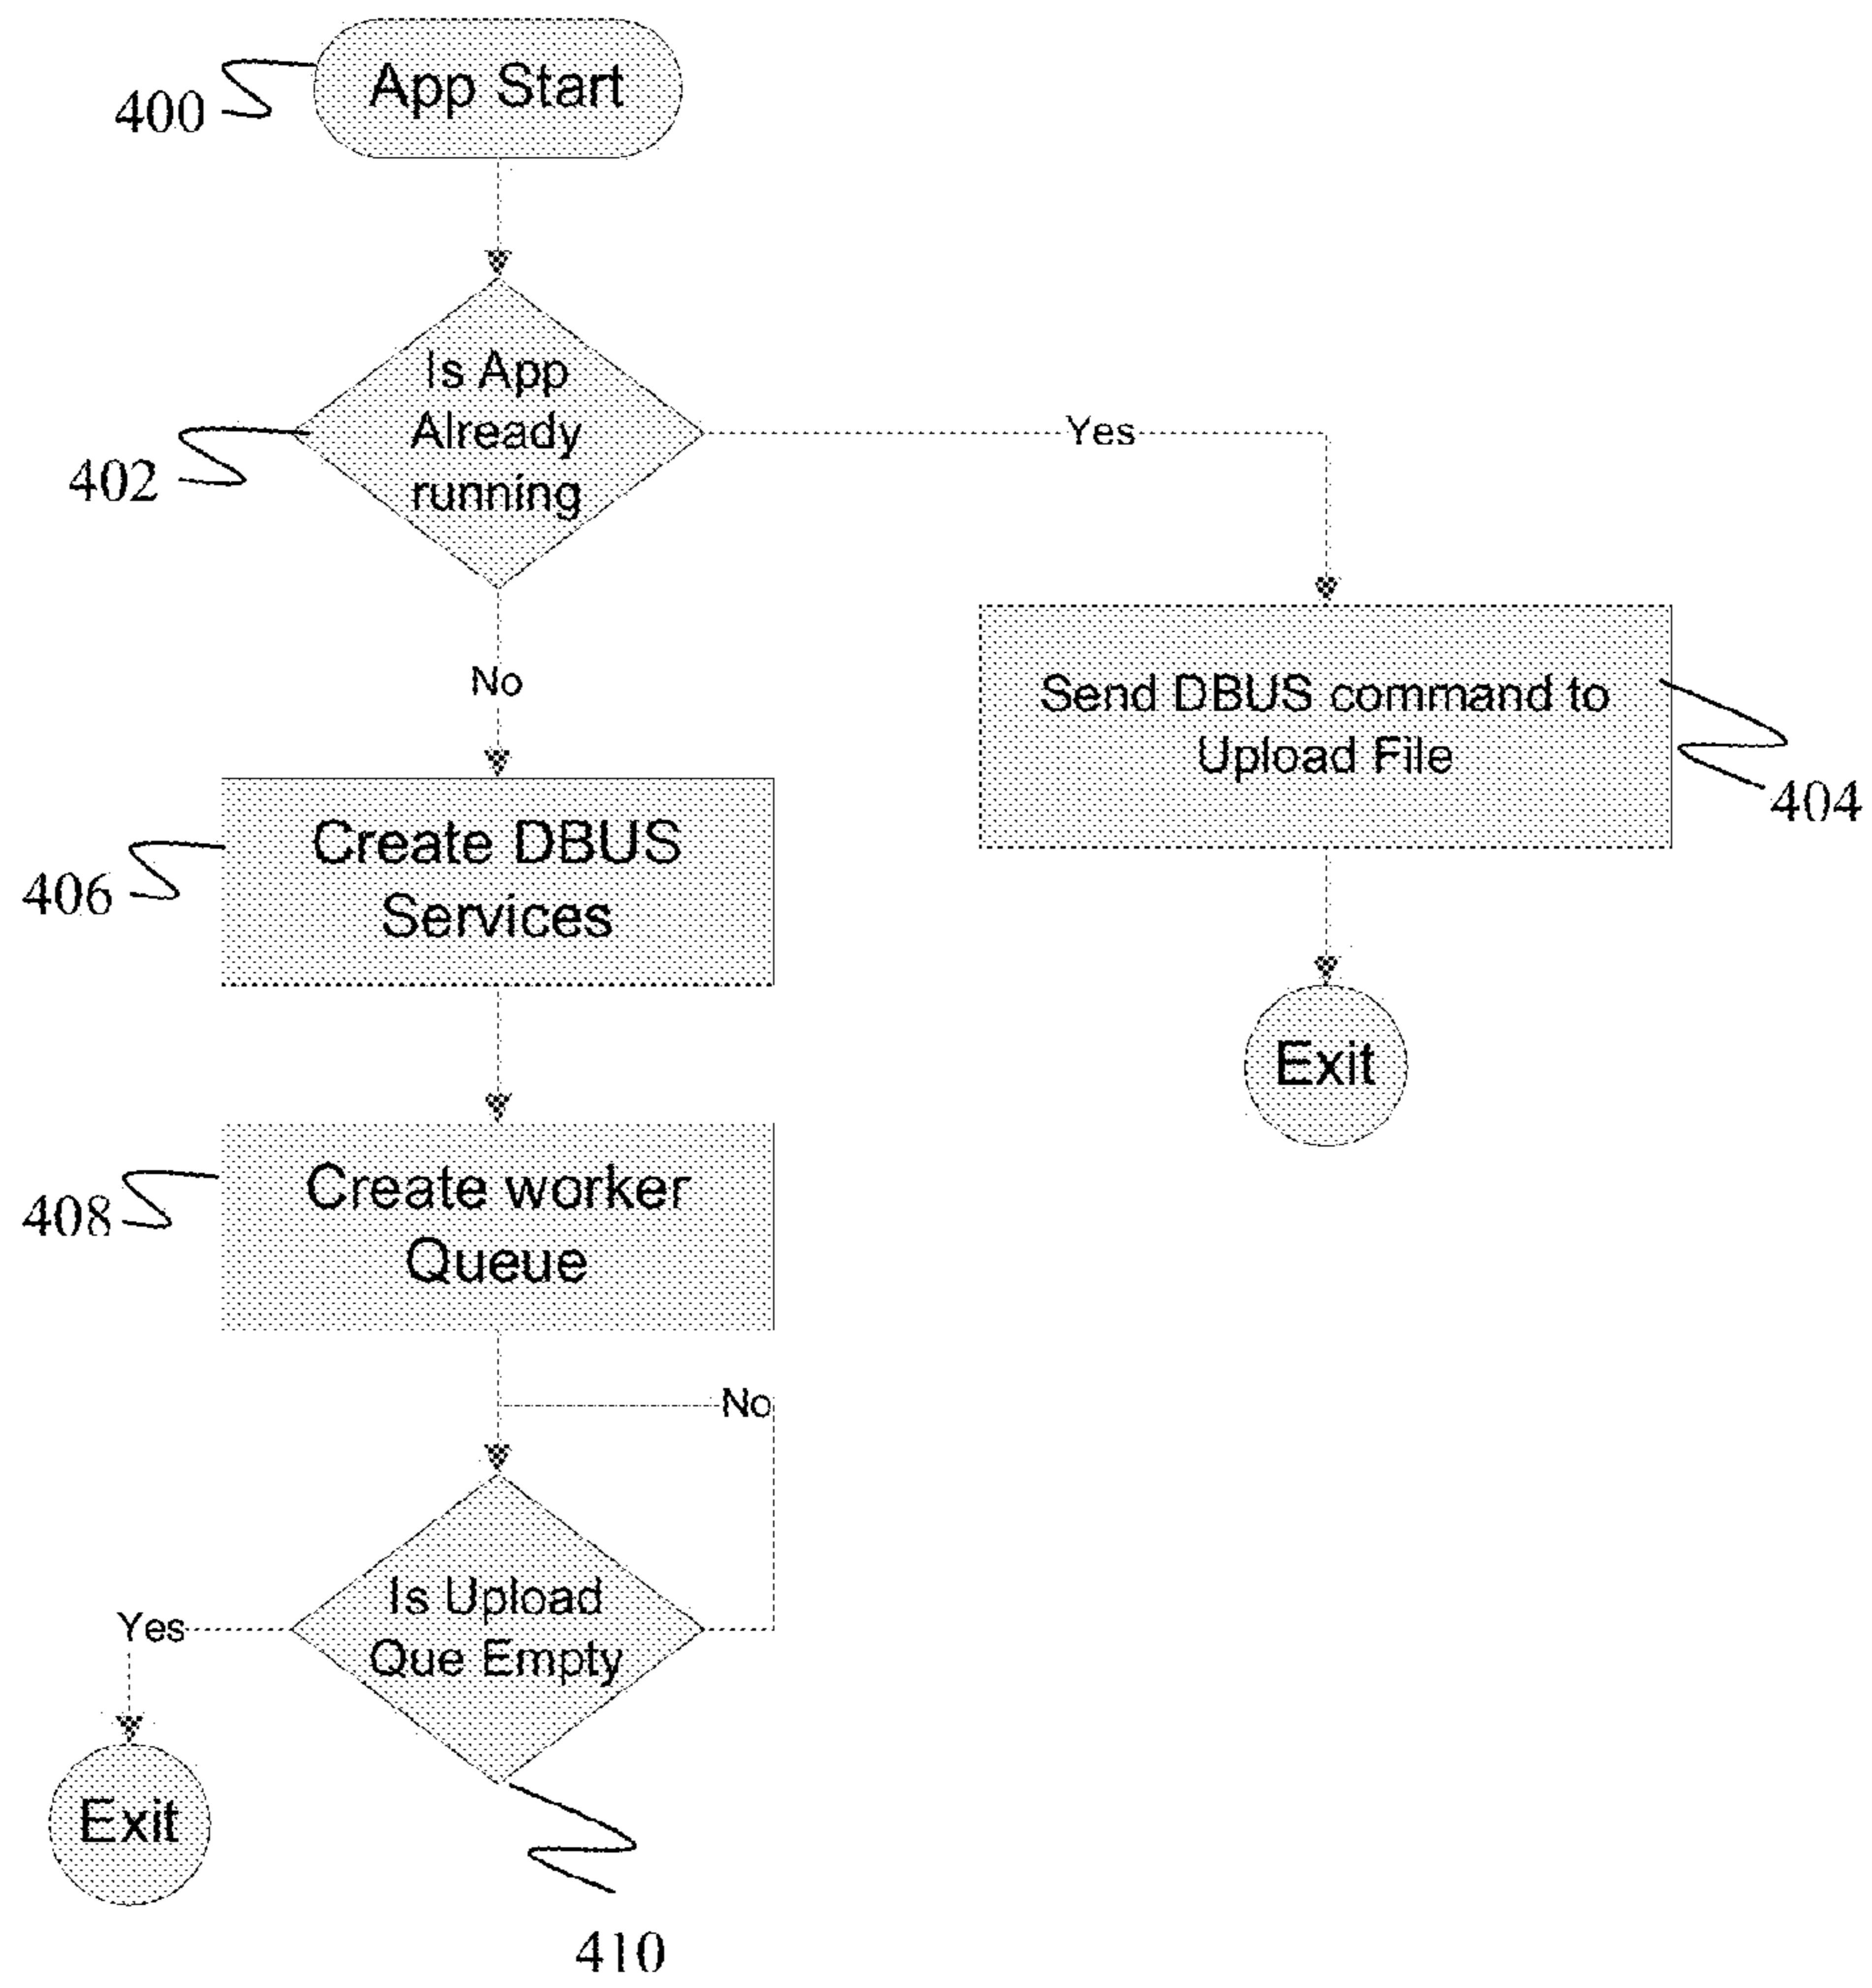 App Start
400
Is App
Already
running
402
Yes
No
Send DBUS command to
Upload File
404
Create DBUS
Services
406
Exit
Create worker
Queue
408
No
Is Upload
Que Empty
Yes
Exit
410